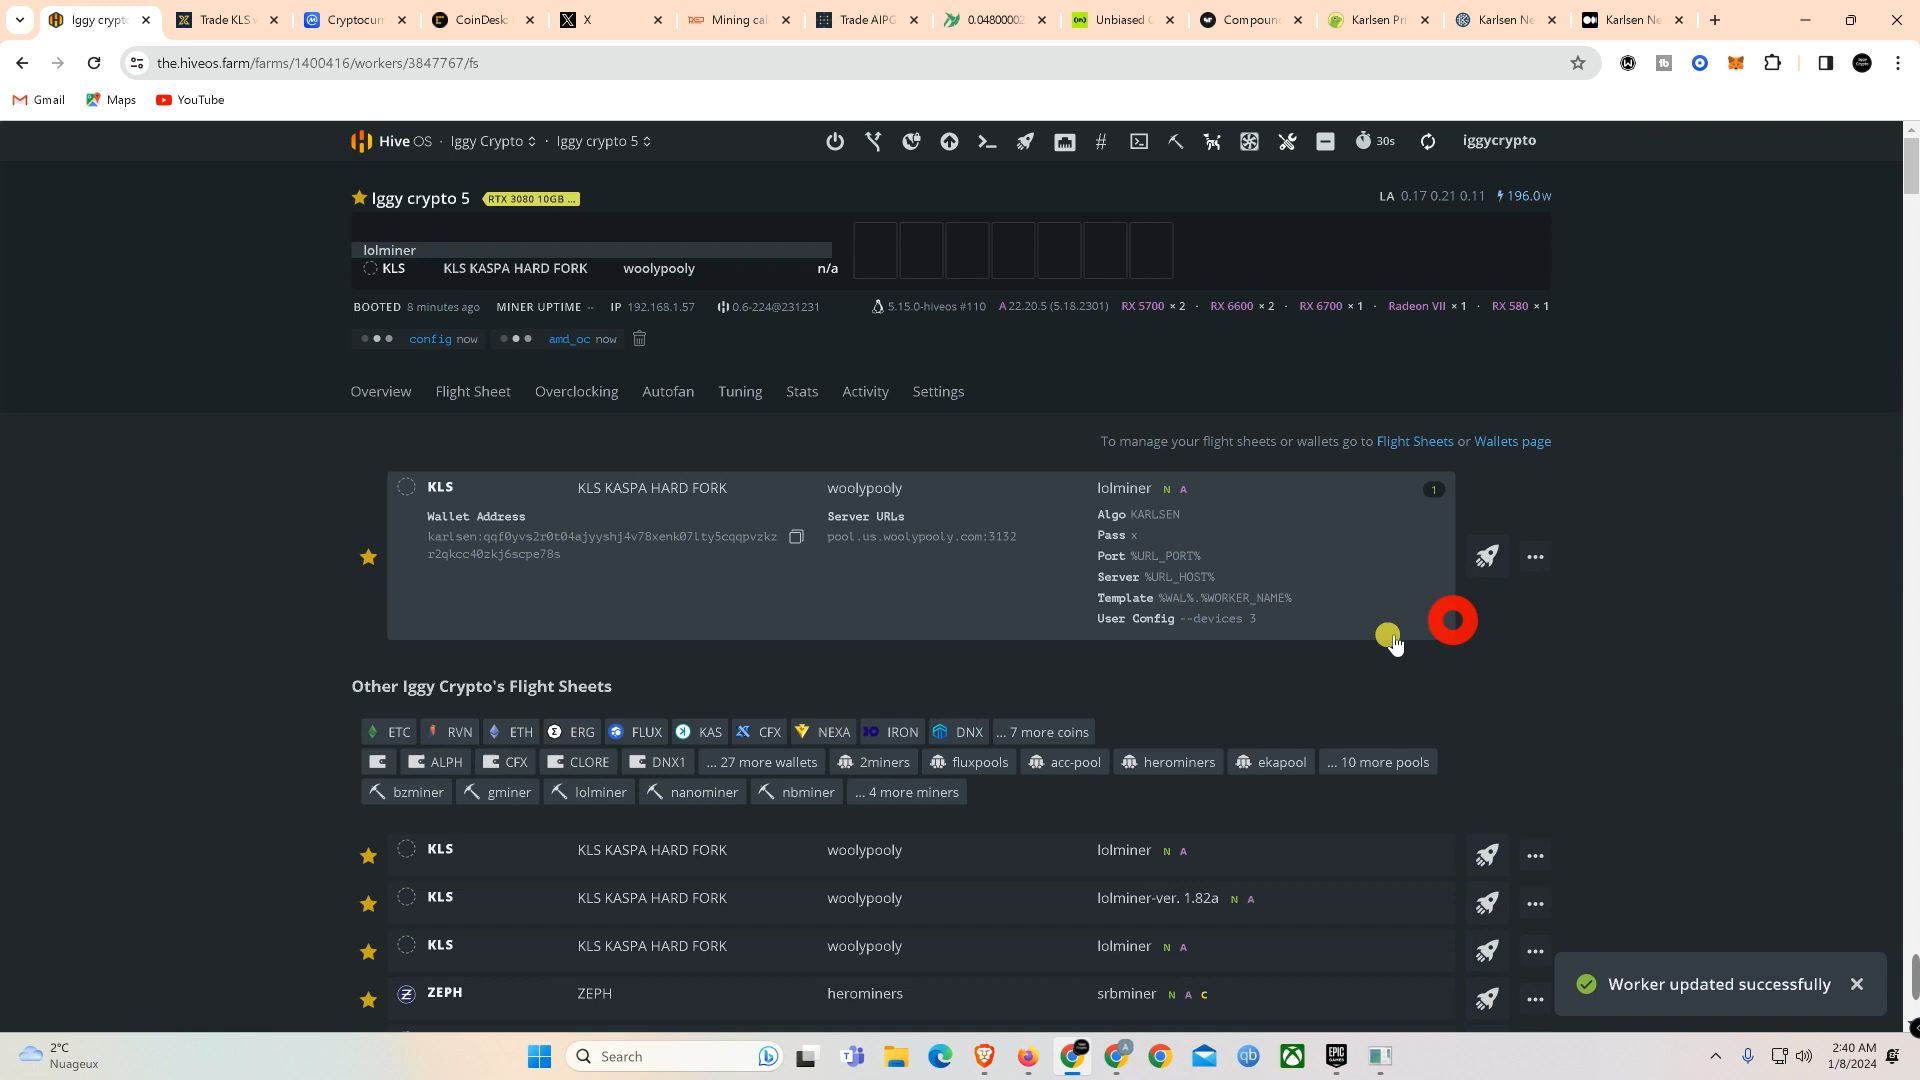 Iggy crypto
Trade KLS
Cryptocur
CoinDesk
X
Mining cal
Trade AIPG
0.04800002
Unbiased
Compoun
Karlsen Pri
Karlsen Ne
Karlsen Ne
the.hiveos.farm/farms/1400416/workers/3847767/fs
Gmail
Maps
YouTube
Hive OS · Iggy Crypto · Iggy crypto 5
30s
iggycrypto
Iggy crypto 5
RTX 3080 10GB ...
LA 0.17 0.21 0.11 196.0w
lolminer
KLS KLS KASPA HARD FORK woolypooly n/a
BOOTED 8 minutes ago MINER UPTIME -- IP 192.168.1.57 0.6-224@231231 5.15.0-hiveos #110 A 22.20.5 (5.18.2301) RX 5700 × 2 · RX 6600 × 2 · RX 6700 × 1 · Radeon VII × 1 · RX 580 × 1
config now amd_oc now
Overview Flight Sheet Overclocking Autofan Tuning Stats Activity Settings
To manage your flight sheets or wallets go to Flight Sheets or Wallets page
KLS KLS KASPA HARD FORK woolypooly lolminer N A 1
Wallet Address
karlsen:qqf0yvs2r0t04ajyyshj4v78xenk07lty5cqqpvzkz
r2qkcc40zkj6scpe78s
Server URLs
pool.us.woolypooly.com:3132
Algo KARLSEN
Pass x
Port %URL_PORT%
Server %URL_HOST%
Template %WAL%.%WORKER_NAME%
User Config --devices 3
Other Iggy Crypto's Flight Sheets
ETC RVN ETH ERG FLUX KAS CFX NEXA IRON DNX ... 7 more coins
ALPH CFX CLORE DNX1 ... 27 more wallets 2miners fluxpools acc-pool herominers ekapool ... 10 more pools
bzminer gminer lolminer nanominer nbminer ... 4 more miners
KLS KLS KASPA HARD FORK woolypooly lolminer N A
KLS KLS KASPA HARD FORK woolypooly lolminer-ver. 1.82a N A
KLS KLS KASPA HARD FORK woolypooly lolminer N A
ZEPH ZEPH herominers srbminer N A C
Worker updated successfully
2°C
Nuageux
Search
2:40 AM
1/8/2024